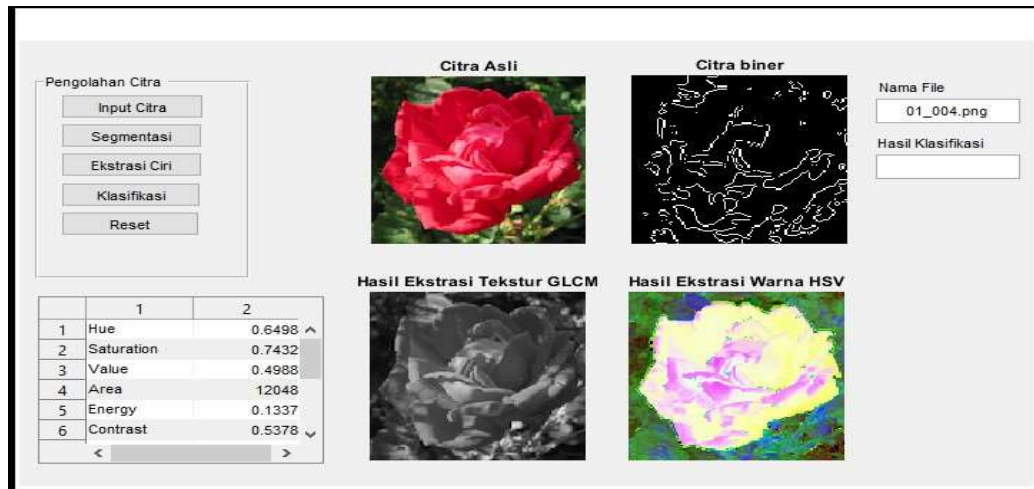 Pengolahan Citra
Input Citra
Segmentasi
Ekstrasi Ciri
Klasifikasi
Reset
Citra Asli
Citra biner
Nama File
01_004.png
Hasil Klasifikasi
Hasil Ekstrasi Tekstur GLCM
Hasil Ekstrasi Warna HSV
1 2
1 Hue 0.6498
2 Saturation 0.7432
3 Value 0.4988
4 Area 12048
5 Energy 0.1337
6 Contrast 0.5378